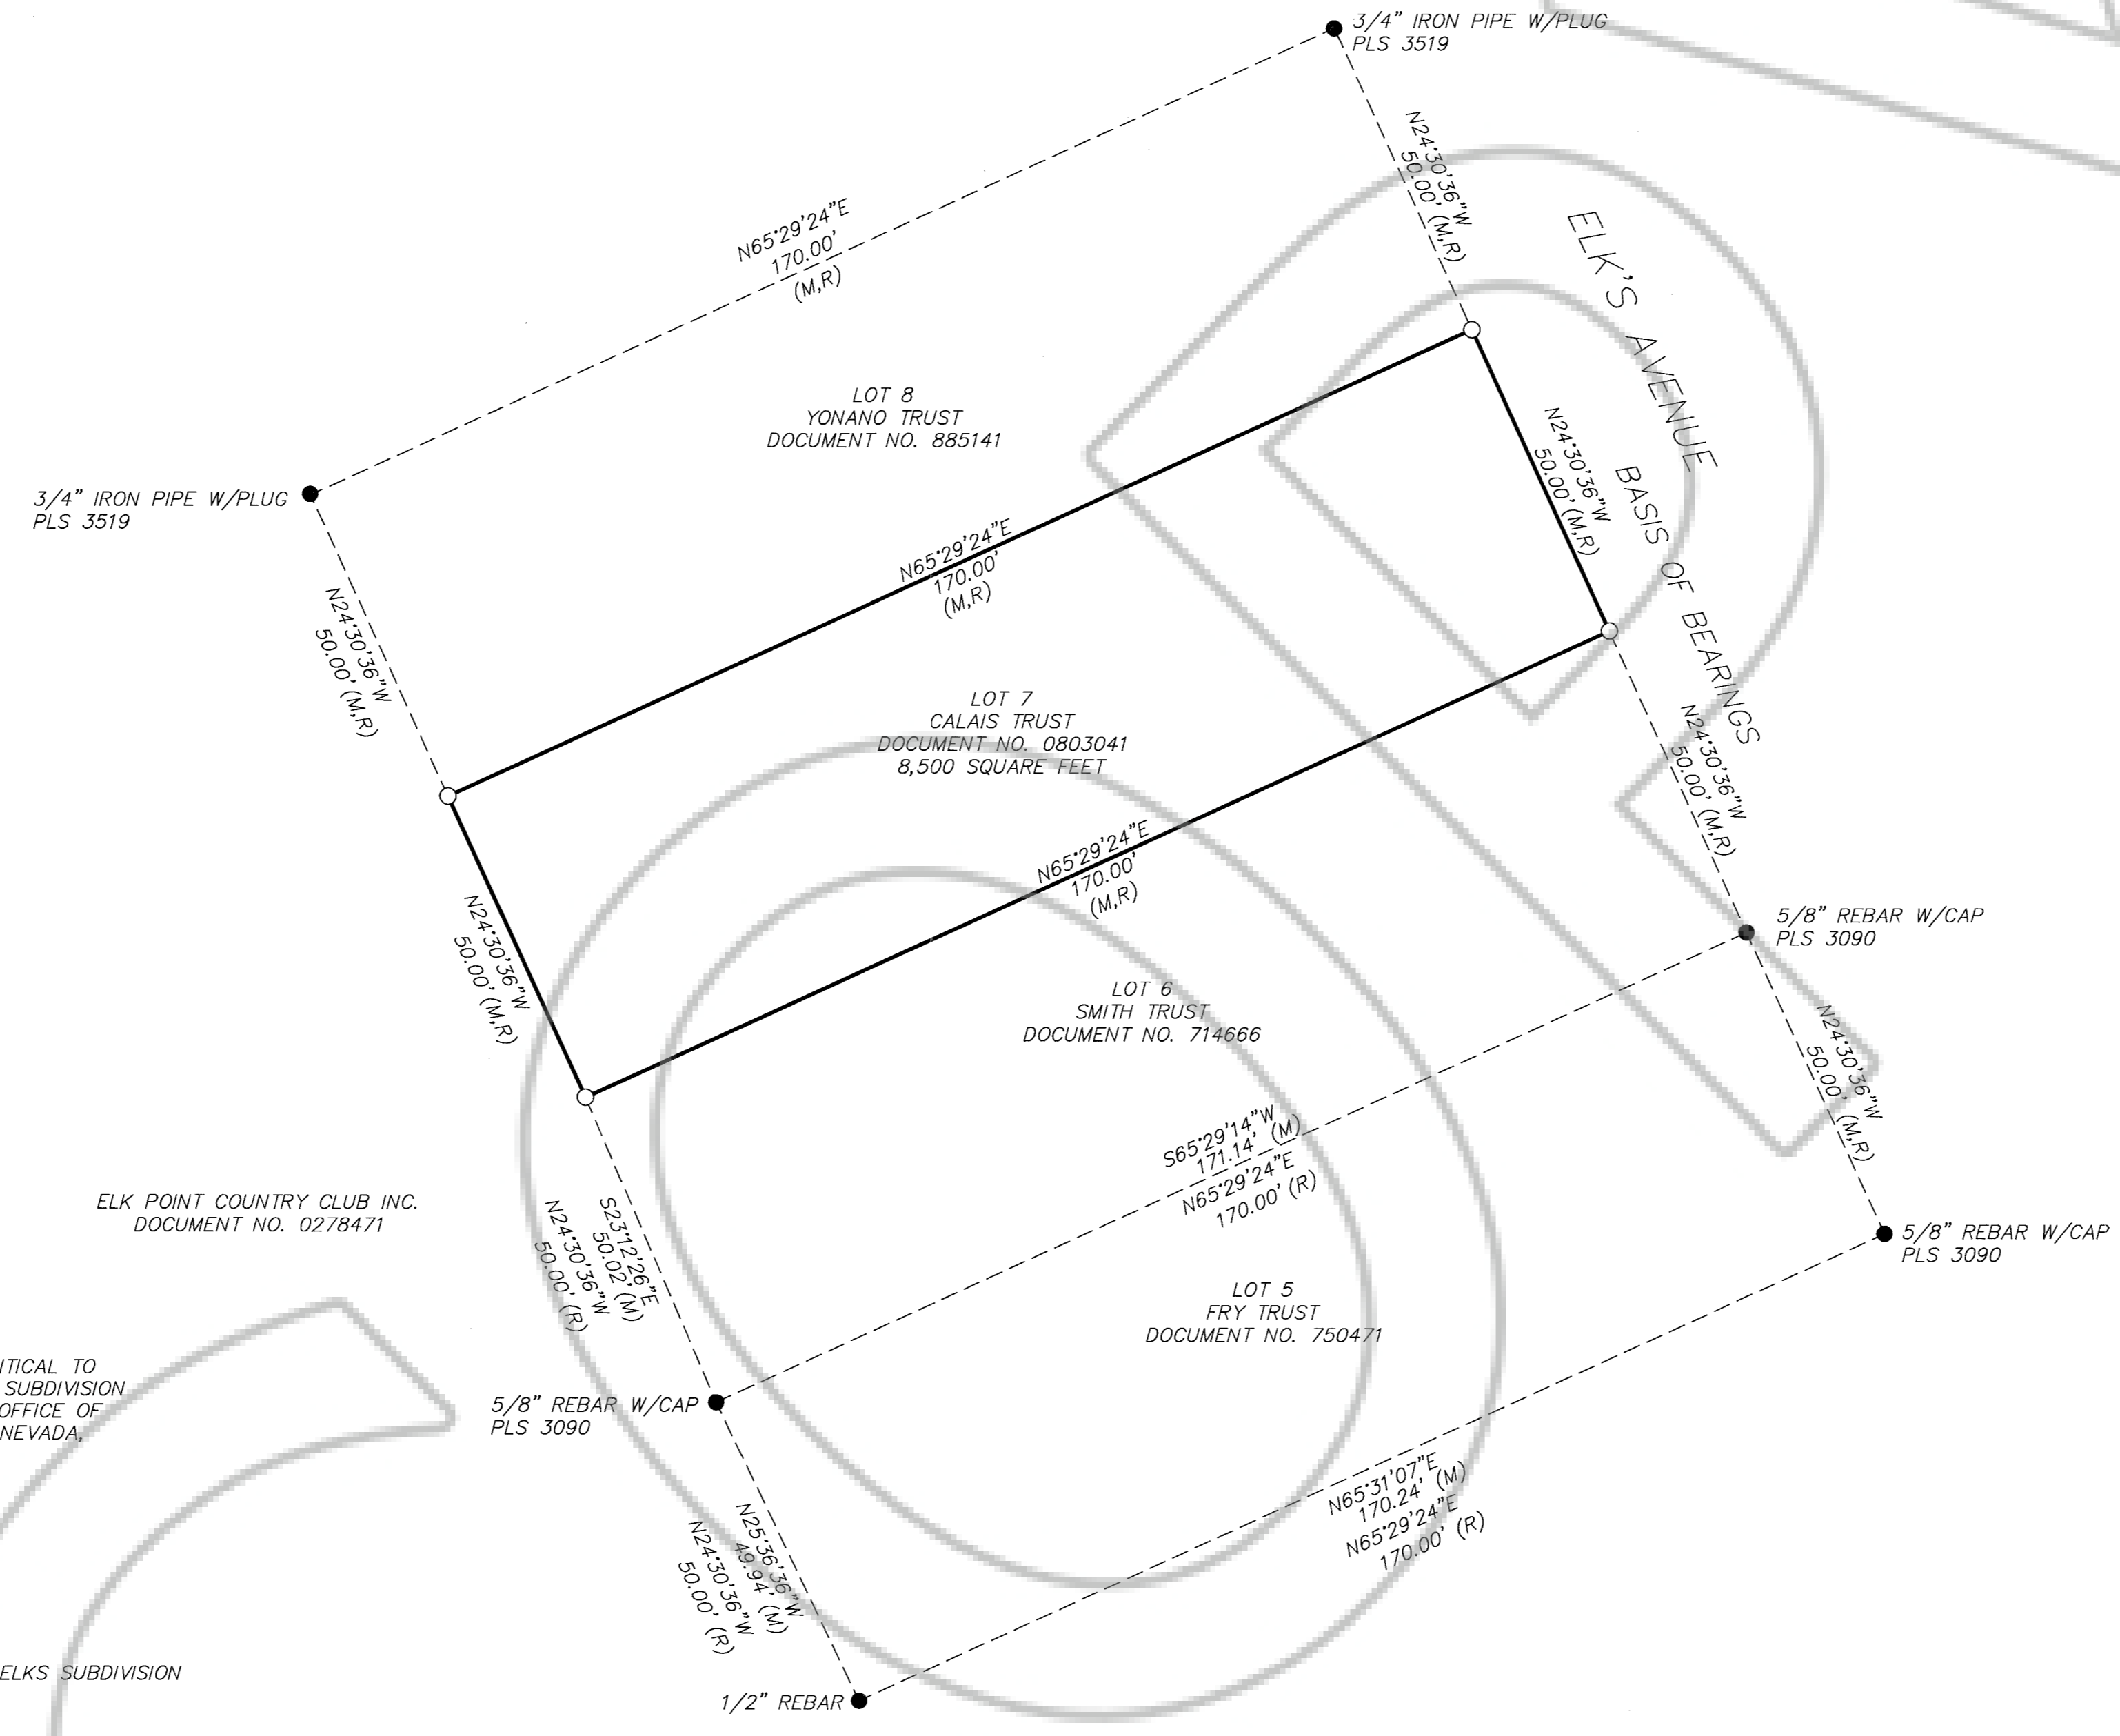 3/4" IRON PIPE W/PLUG
PLS 3519
N24°30'36"W
50.00' (M,R)
N65°29'24"E
170.00'
(M,R)
ELK'S AVENUE
BASIS OF BEARINGS
LOT 8
YONANO TRUST
DOCUMENT NO. 885141
3/4" IRON PIPE W/PLUG
PLS 3519
N24°30'36"W
50.00' (M,R)
N65°29'24"E
170.00'
(M,R)
N24°30'36"W
50.00' (M,R)
LOT 7
CALAIS TRUST
DOCUMENT NO. 0803041
8,500 SQUARE FEET
N24°30'36"W
50.00' (M,R)
N65°29'24"E
170.00'
(M,R)
N24°30'36"W
50.00' (M,R)
5/8" REBAR W/CAP
PLS 3090
LOT 6
SMITH TRUST
DOCUMENT NO. 714666
N24°30'36"W
50.00' (M,R)
S65°29'14"W
171.14' (M)
N65°29'24"E
170.00' (R)
ELK POINT COUNTRY CLUB INC.
DOCUMENT NO. 0278471
S23°12'26"E
50.02' (M)
N24°30'36"W
50.00' (R)
5/8" REBAR W/CAP
PLS 3090
LOT 5
FRY TRUST
DOCUMENT NO. 750471
ITICAL TO
SUBDIVISION
OFFICE OF
NEVADA,
5/8" REBAR W/CAP
PLS 3090
N65°31'07"E
170.24' (M)
N65°29'24"E
170.00' (R)
N25°36'36"W
49.94' (M)
N24°30'36"W
50.00' (R)
ELKS SUBDIVISION
1/2" REBAR